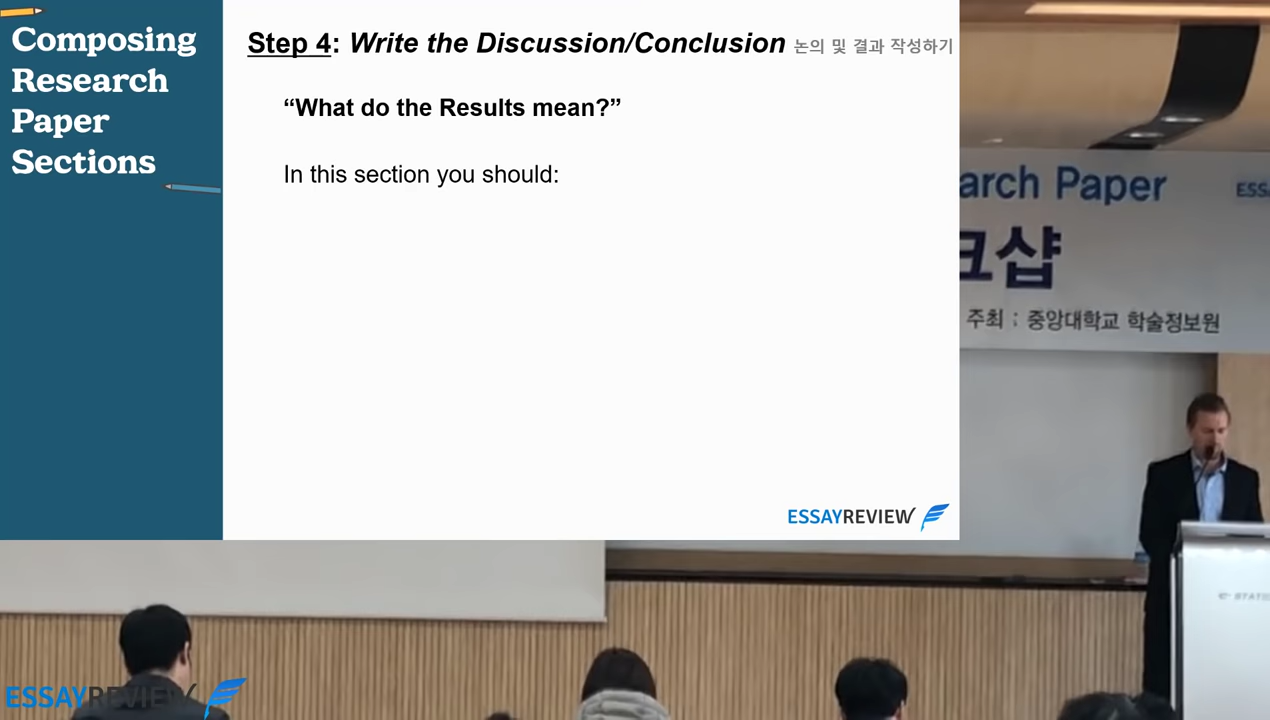 Composing
Research
Paper
Sections
Step 4: Write the Discussion/Conclusion 논의 및 결과 작성하기
“What do the Results mean?”
In this section you should:
ESSAYREVIEW
arch Paper
ESS
크샵
주최 : 중앙대학교 학술정보원
ESSAYREVIEW